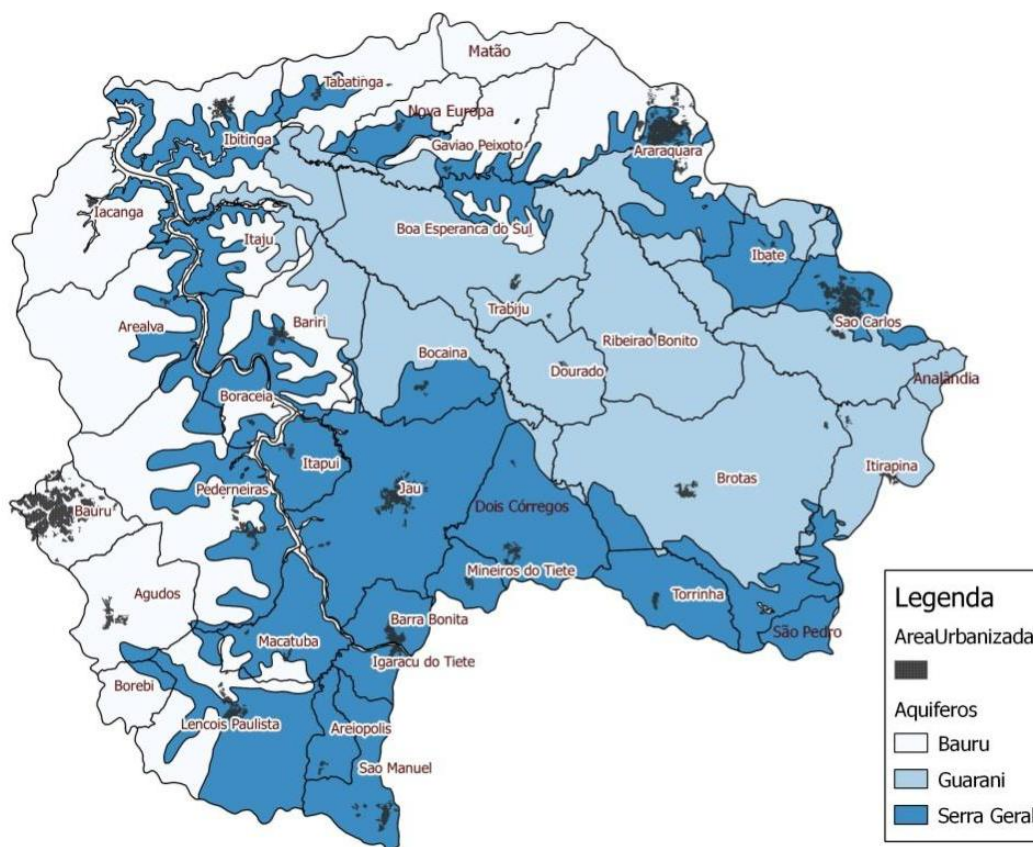 Matão
Tabatinga
Nova Europa
Ibitinga
Gaviao Peixoto
Araraquara
Iacanga
Itaju
Boa Esperanca do Sul
Ibate
Arealva
Bariri
Trabiju
Sao Carlos
Bocaina
Dourado
Ribeirao Bonito
Analândia
Boraceia
Itapui
Itirapina
Pederneiras
Jau
Brotas
Bauru
Dois Córregos
Agudos
Mineiros do Tiete
Torrinha
Barra Bonita
São Pedro
Macatuba
Igaracu do Tiete
Borebi
Lencois Paulista
Areiopolis
Sao Manuel
Legenda
AreaUrbanizada
Aquiferos
Bauru
Guarani
Serra Geral